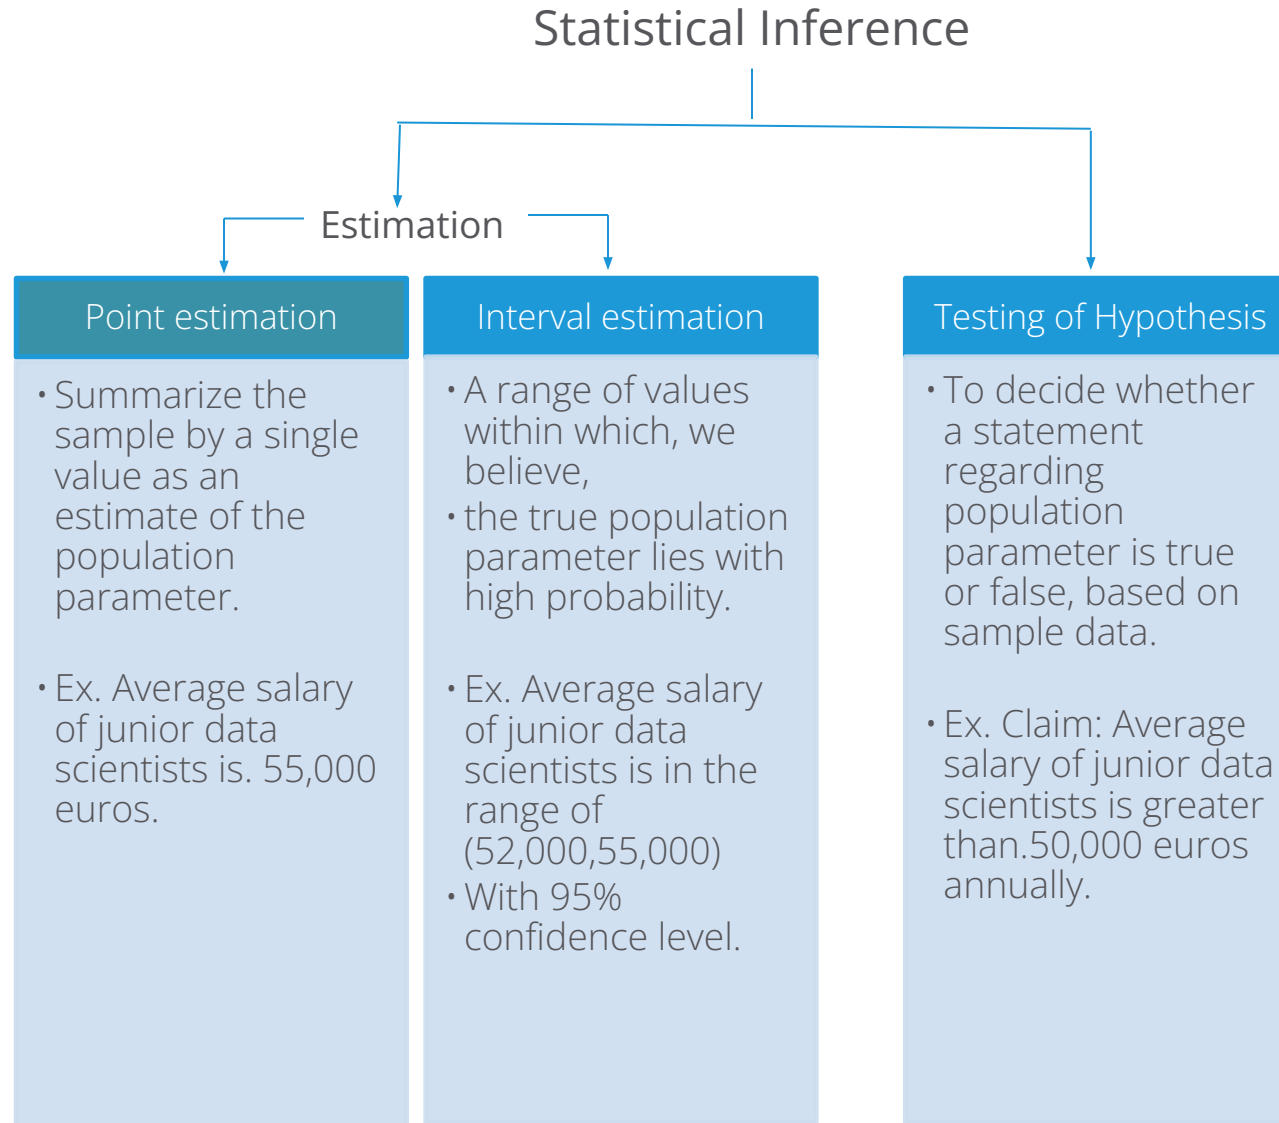 Statistical Inference
Estimation
Point estimation
• Summarize the
sample by a single
value as an
estimate of the
population
parameter.
• Ex. Average salary
of junior data
scientists is. 55,000
euros.
Interval estimation
• A range of values
within which, we
believe,
• the true population
parameter lies with
high probability.
• Ex. Average salary
of junior data
scientists is in the
range of
(52,000,55,000)
• With 95%
confidence level.
Testing of Hypothesis
• To decide whether
a statement
regarding
population
parameter is true
or false, based on
sample data.
• Ex. Claim: Average
salary of junior data
scientists is greater
than.50,000 euros
annually.